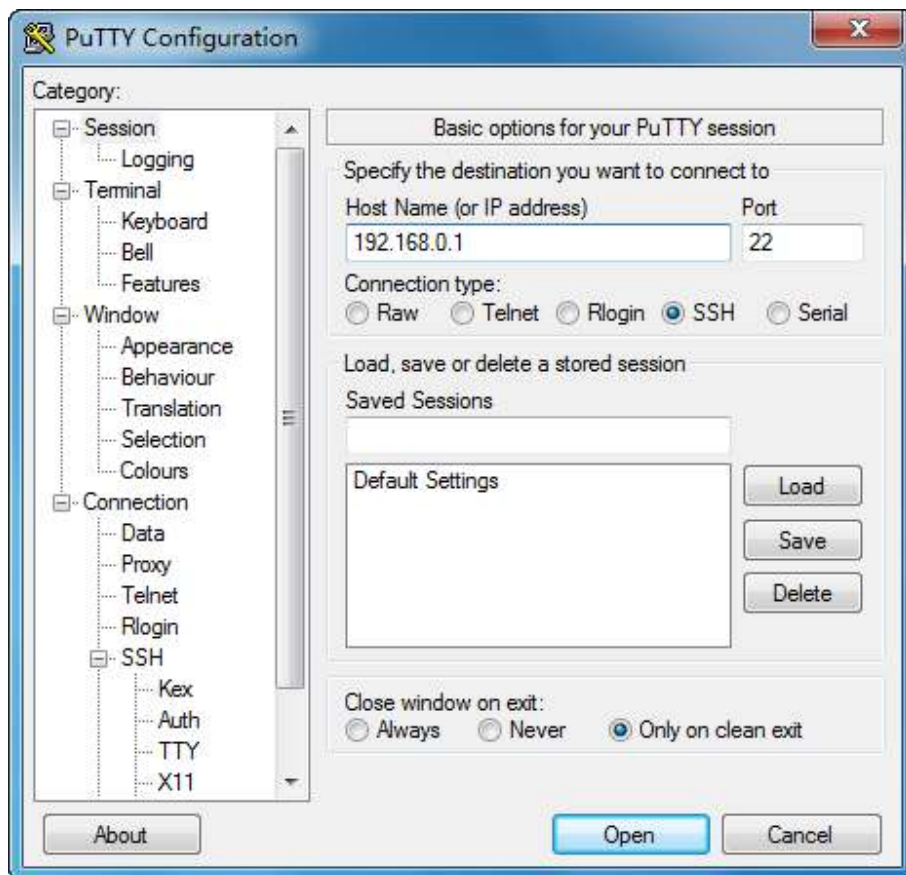 PuTTY Configuration
Category:
Session
Logging
Terminal
Keyboard
Bell
Features
Window
Appearance
Behaviour
Translation
Selection
Colours
Connection
Data
Proxy
Telnet
Rlogin
SSH
Kex
Auth
TTY
X11
Basic options for your PuTTY session
Specify the destination you want to connect to
Host Name (or IP address) Port
192.168.0.1 22
Connection type:
Raw Telnet Rlogin SSH Serial
Load, save or delete a stored session
Saved Sessions
Default Settings
Load
Save
Delete
Close window on exit:
Always Never Only on clean exit
About Open Cancel